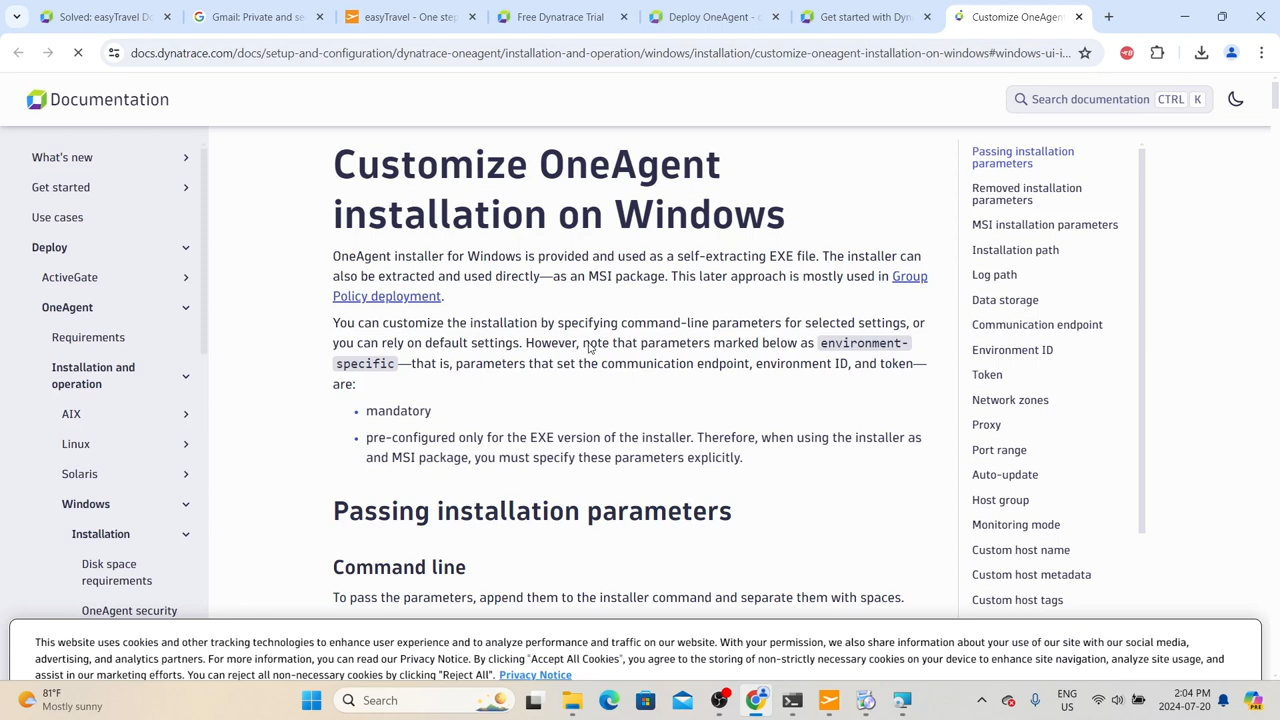 Solved: easyTravel D
Gmail: Private and se
easyTravel - One step
Free Dynatrace Trial
Deploy OneAgent -
Get started with Dyn
Customize OneAgen
docs.dynatrace.com/docs/setup-and-configuration/dynatrace-oneagent/installation-and-operation/windows/installation/customize-oneagent-installation-on-windows#windows-ui-i...
Documentation
Search documentation CTRL K
What's new
Get started
Use cases
Deploy
ActiveGate
OneAgent
Requirements
Installation and
operation
AIX
Linux
Solaris
Windows
Installation
Disk space
requirements
OneAgent security
Customize OneAgent
installation on Windows
OneAgent installer for Windows is provided and used as a self-extracting EXE file. The installer can
also be extracted and used directly—as an MSI package. This later approach is mostly used in Group
Policy deployment.
You can customize the installation by specifying command-line parameters for selected settings, or
you can rely on default settings. However, note that parameters marked below as environment-
specific—that is, parameters that set the communication endpoint, environment ID, and token—
are:
• mandatory
• pre-configured only for the EXE version of the installer. Therefore, when using the installer as
and MSI package, you must specify these parameters explicitly.
Passing installation parameters
Command line
To pass the parameters, append them to the installer command and separate them with spaces.
Passing installation
parameters
Removed installation
parameters
MSI installation parameters
Installation path
Log path
Data storage
Communication endpoint
Environment ID
Token
Network zones
Proxy
Port range
Auto-update
Host group
Monitoring mode
Custom host name
Custom host metadata
Custom host tags
This website uses cookies and other tracking technologies to enhance user experience and to analyze performance and traffic on our website. With your permission, we also share information about your use of our site with our social media,
advertising, and analytics partners. For more information, you can read our Privacy Notice. By clicking "Accept All Cookies", you agree to the storing of non-strictly necessary cookies on your device to enhance site navigation, analyze site usage, and
assist in our marketing efforts. You can reject all non-necessary cookies by clicking "Reject All". Privacy Notice
81°F
Mostly sunny
Search
ENG
US
2:04 PM
2024-07-20